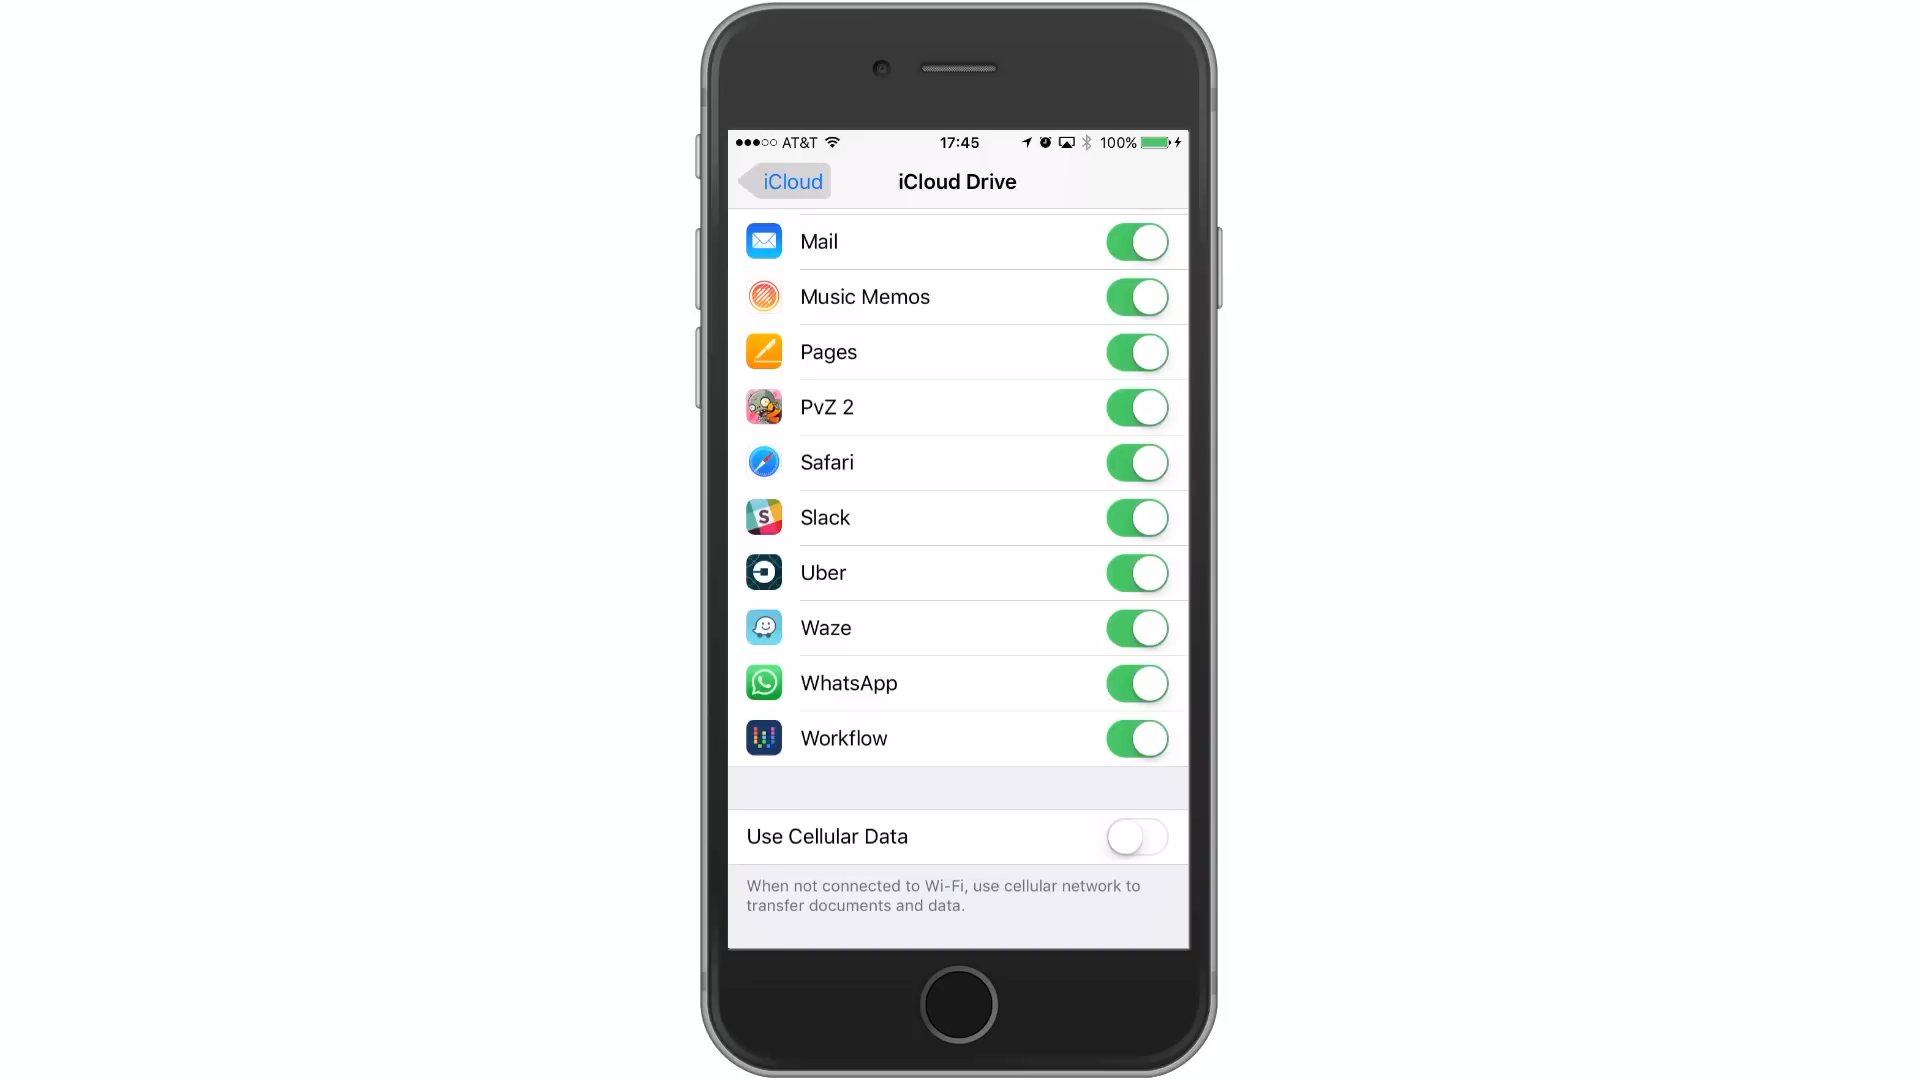 AT&T 17:45 100%
iCloud iCloud Drive
Mail
Music Memos
Pages
PvZ 2
Safari
S Slack
Uber
Waze
WhatsApp
Workflow
Use Cellular Data
When not connected to Wi-Fi, use cellular network to
transfer documents and data.